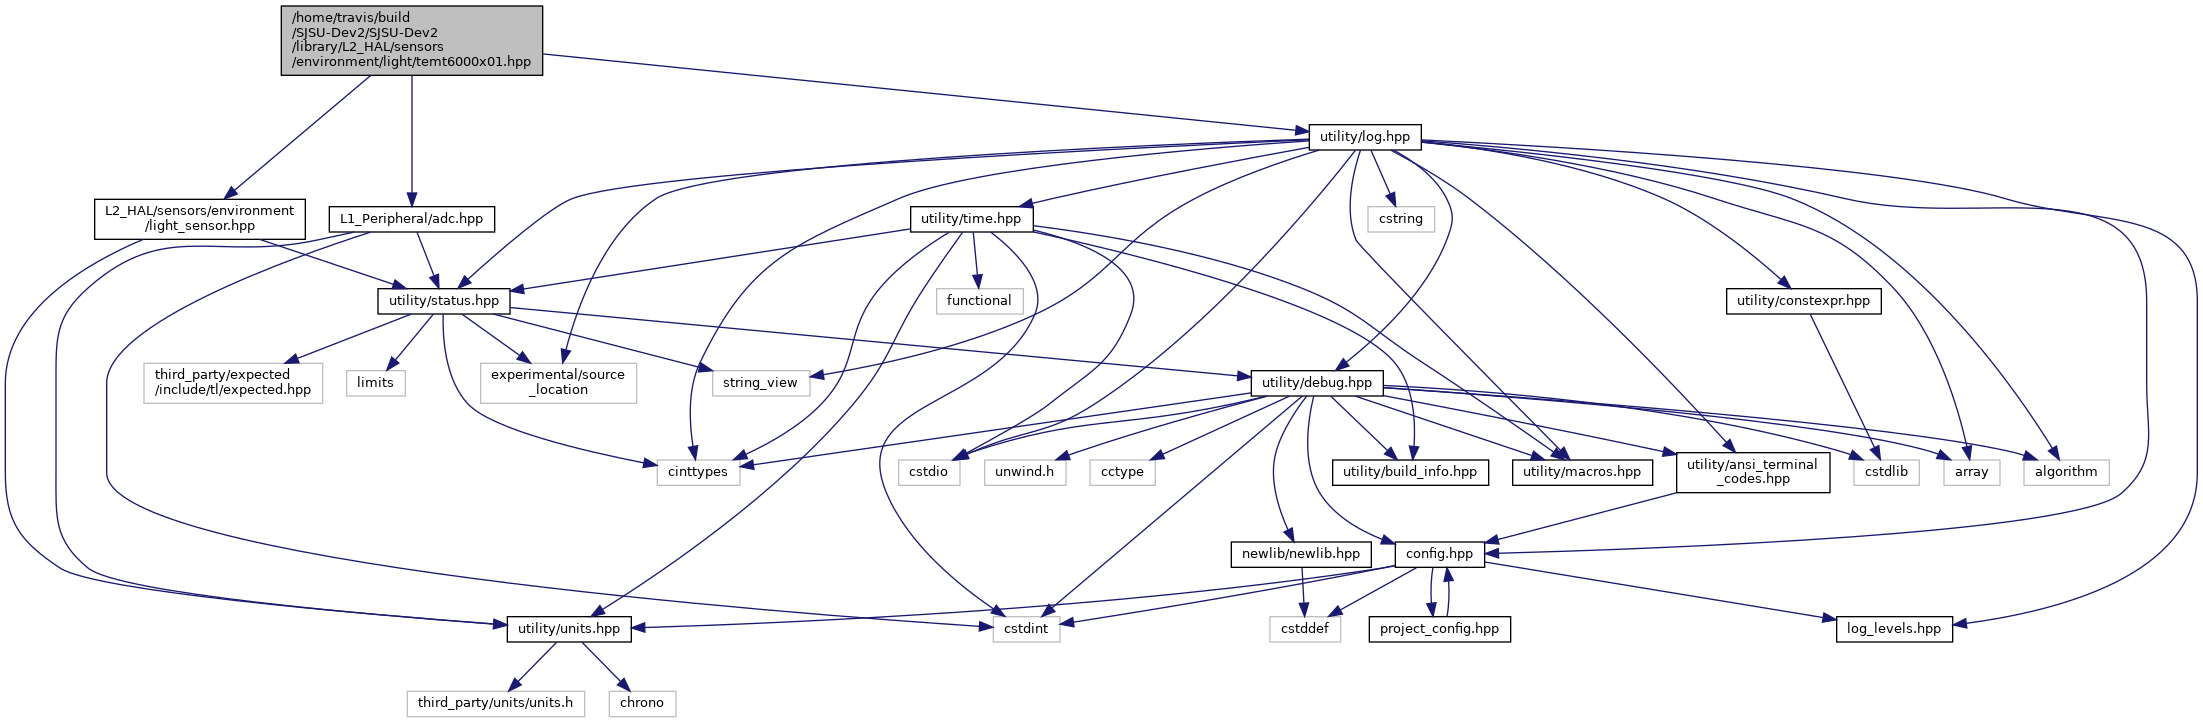 /home/travis/build
/SJSU-Dev2/SJSU-Dev2
/library/L2_HAL/sensors
/environment/light/temt6000x01.hpp
utility/log.hpp
L2_HAL/sensors/environment
/light_sensor.hpp
L1_Peripheral/adc.hpp
utility/time.hpp
cstring
utility/status.hpp
functional
utility/constexpr.hpp
third_party/expected
/include/tl/expected.hpp
limits
experimental/source
_location
string_view
utility/debug.hpp
cinttypes
cstdio
unwind.h
cctype
utility/build_info.hpp
utility/macros.hpp
utility/ansi_terminal
_codes.hpp
cstdlib
array
algorithm
newlib/newlib.hpp
config.hpp
utility/units.hpp
cstdint
cstddef
project_config.hpp
log_levels.hpp
third_party/units/units.h
chrono